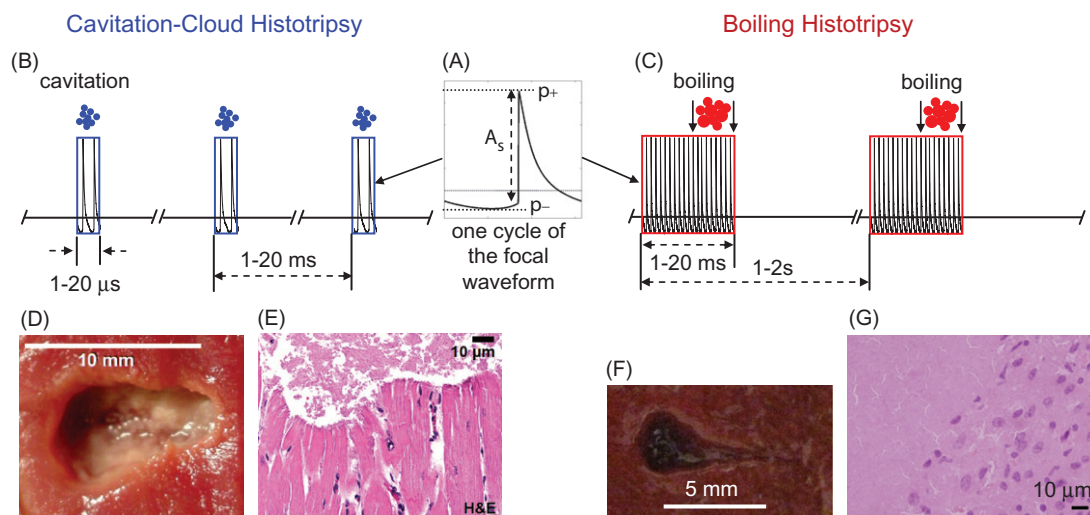 Cavitation-Cloud Histotripsy
Boiling Histotripsy
(B)
cavitation
(A)
p+
As
p−
one cycle of
the focal
waveform
(C)
boiling
boiling
1-20 μs
1-20 ms
1-20 ms
1-2s
(D)
10 mm
(E)
10 μm
H&E
(F)
5 mm
(G)
10 μm